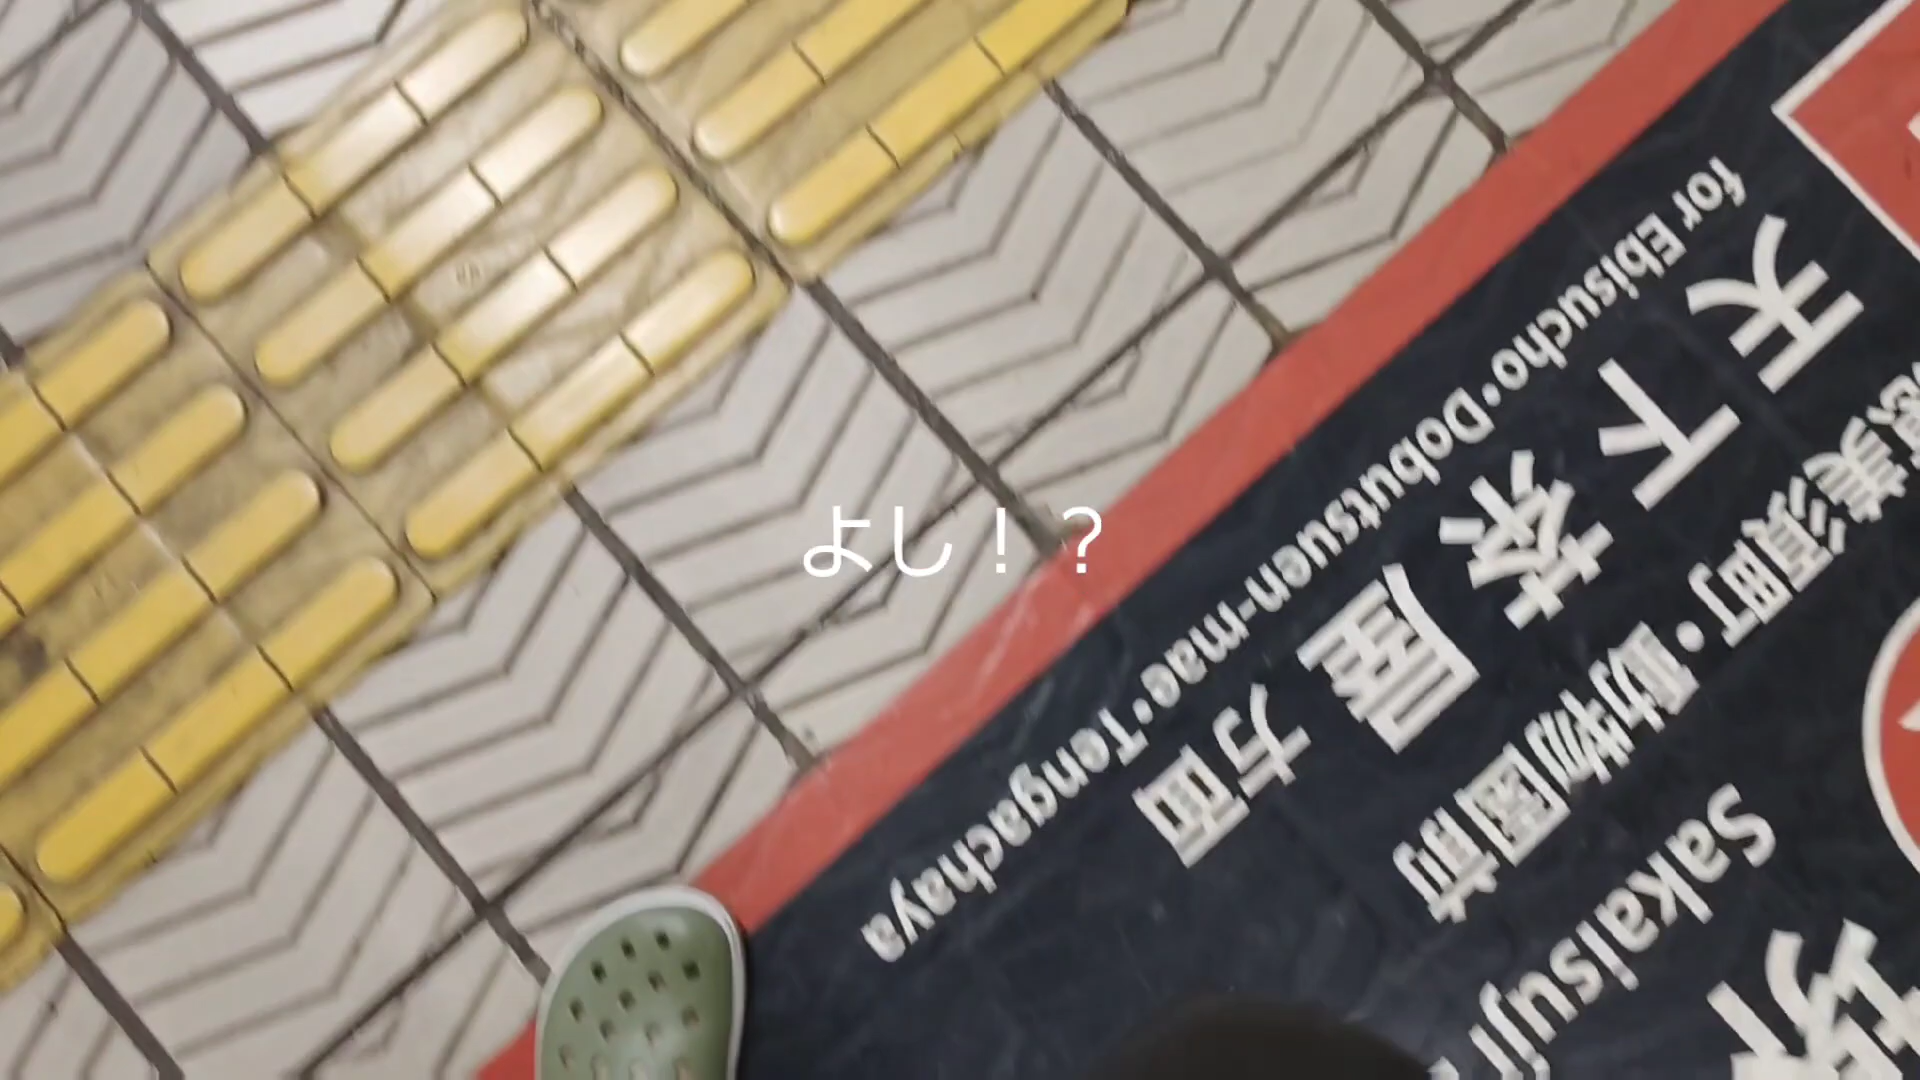 よし！？
for Ebisucho・Dobutsuen-mae・Tengachaya
天下茶屋方面
恵美須町・動物園前
Sakaisuji
堺